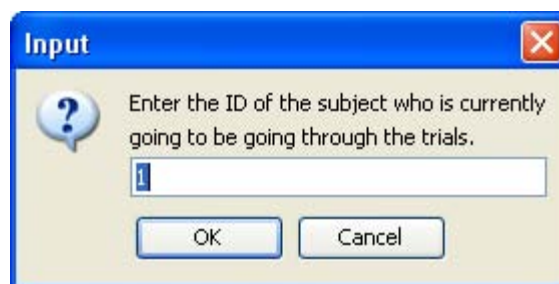 Input
Enter the ID of the subject who is currently
going to be going through the trials.
1
OK Cancel